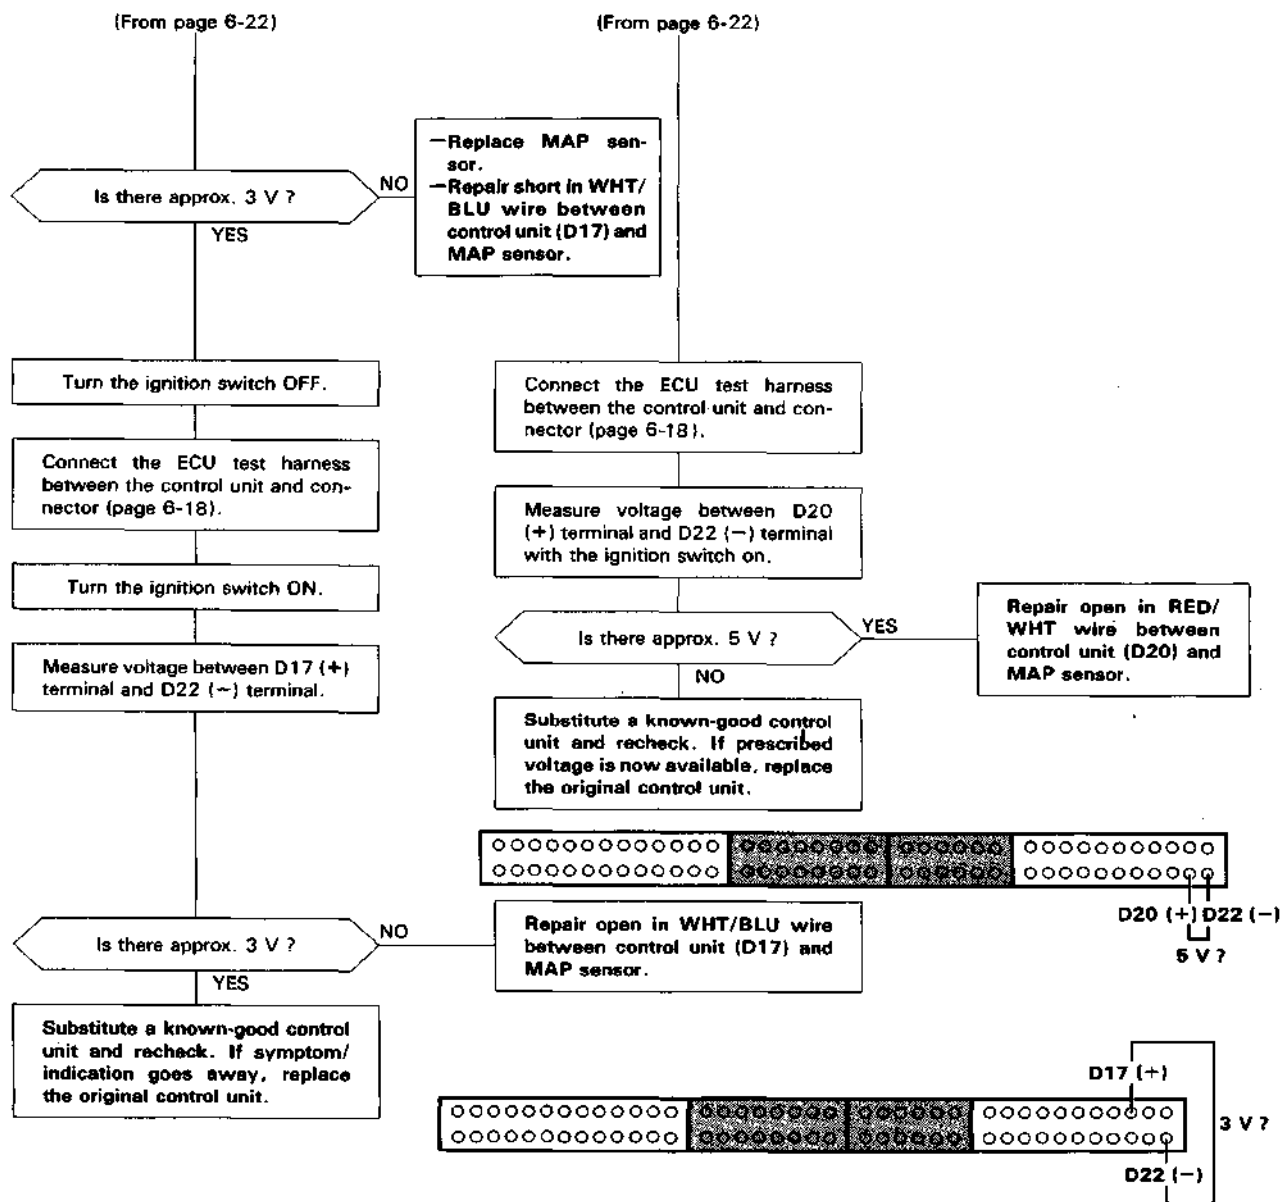 (From page 6-22)
(From page 6-22)
Is there approx. 3 V ?
NO
YES
—Replace MAP sen-
sor.
—Repair short in WHT/
BLU wire between
control unit (D17) and
MAP sensor.
Turn the ignition switch OFF.
Connect the ECU test harness
between the control unit and con-
nector (page 6-18).
Turn the ignition switch ON.
Measure voltage between D17 (+)
terminal and D22 (−) terminal.
Connect the ECU test harness
between the control unit and con-
nector (page 6-18).
Measure voltage between D20
(+) terminal and D22 (−) terminal
with the ignition switch on.
Is there approx. 5 V ?
YES
NO
Repair open in RED/
WHT wire between
control unit (D20) and
MAP sensor.
Substitute a known-good control
unit and recheck. If prescribed
voltage is now available, replace
the original control unit.
D20 (+) D22 (−)
5 V ?
Is there approx. 3 V ?
NO
YES
Repair open in WHT/BLU wire
between control unit (D17) and
MAP sensor.
Substitute a known-good control
unit and recheck. If symptom/
indication goes away, replace
the original control unit.
D17 (+)
3 V ?
D22 (−)